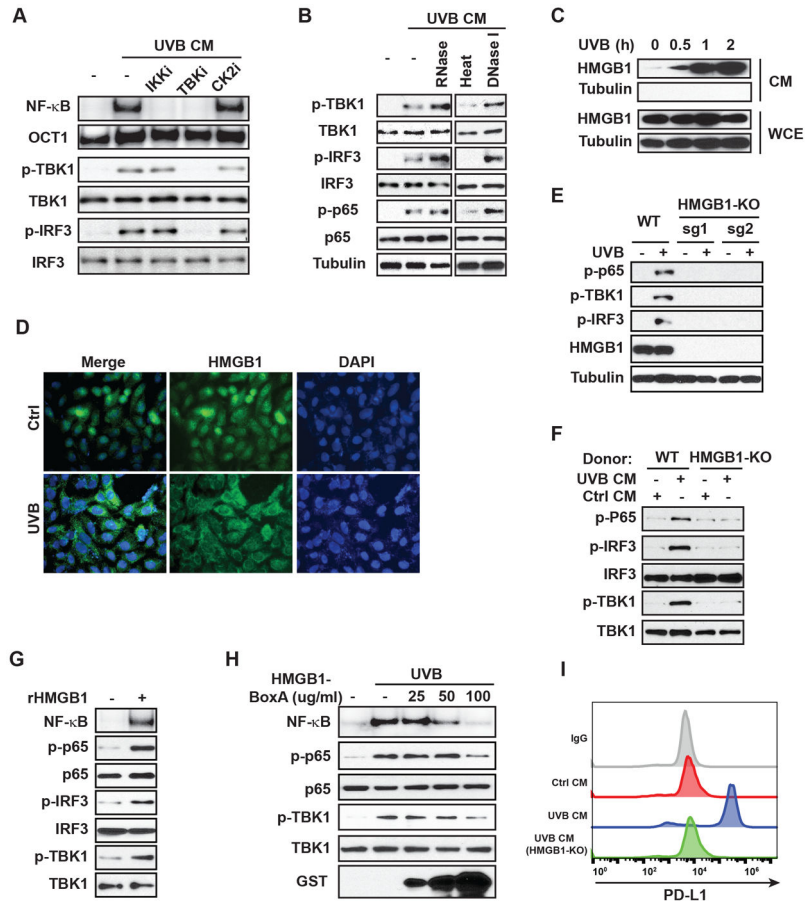 A
UVB CM
- - IKKi TBKi CK2i
NF-κB
OCT1
p-TBK1
TBK1
p-IRF3
IRF3
B
UVB CM
- - RNase Heat DNase I
p-TBK1
TBK1
p-IRF3
IRF3
p-p65
p65
Tubulin
C
UVB (h) 0 0.5 1 2
HMGB1
Tubulin
CM
HMGB1
Tubulin
WCE
D
Merge HMGB1 DAPI
Ctrl
UVB
E
HMGB1-KO
WT sg1 sg2
UVB - + - + - +
p-p65
p-TBK1
p-IRF3
HMGB1
Tubulin
F
Donor: WT HMGB1-KO
UVB CM - + - +
Ctrl CM + - + -
p-P65
p-IRF3
IRF3
p-TBK1
TBK1
G
rHMGB1 - +
NF-κB
p-p65
p65
p-IRF3
IRF3
p-TBK1
TBK1
H
HMGB1- UVB
BoxA (ug/ml) - - 25 50 100
NF-κB
p-p65
p65
p-TBK1
TBK1
GST
I
IgG
Ctrl CM
UVB CM
UVB CM
(HMGB1-KO)
10⁰ 10² 10⁴ 10⁶
PD-L1